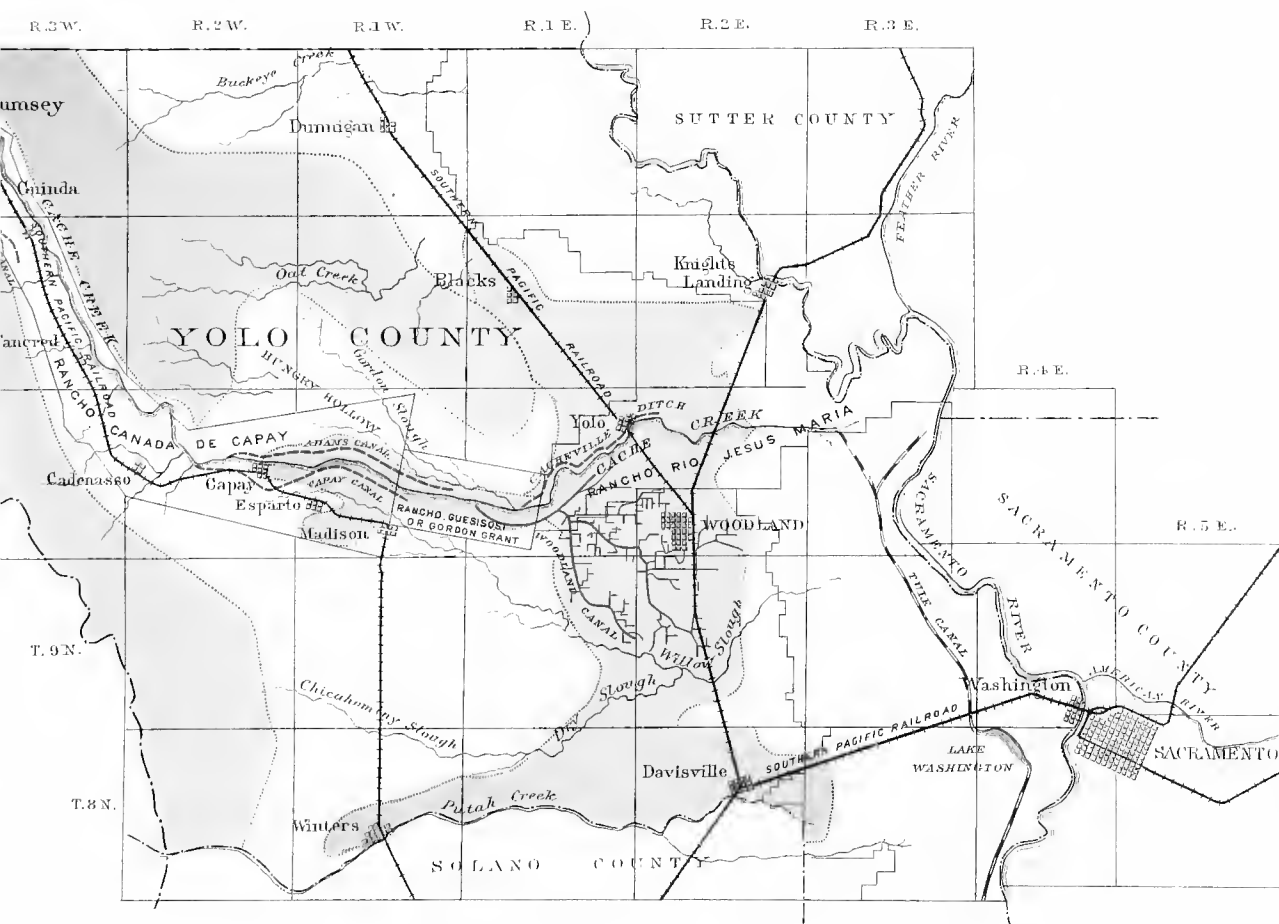 R.3W. R.2W. R.1W. R.1E. R.2E. R.3E.
Buckeye Creek
umsey
Dunnigan
SUTTER COUNTY
FEATHER RIVER
SOUTHERN PACIFIC RAILROAD
Guinda
CACHE CREEK
SOUTHERN PACIFIC RAILROAD
CANAL
Oat Creek
Blacks
Knights
Landing
YOLO COUNTY
ancred
HUNGRY HOLLOW
Gordon Slough
R.4E.
RANCHO CANADA DE CAPAY
Yolo
DITCH
CACHE CREEK
RANCHO RIO JESUS MARIA
ADAMS CANAL
Cadenasso
Capay
CAPAY CANAL
Esparto
RANCHO GUESISOSI
OR GORDON GRANT
Madison
WOODLAND
WOODLAND CANAL
SACRAMENTO RIVER
SACRAMENTO COUNTY
R.5E.
TULE CANAL
T.9N.
Willow Slough
Chicahominy Slough
Dry Slough
Washington
AMERICAN RIVER
SOUTHERN PACIFIC RAILROAD
LAKE
WASHINGTON
SACRAMENTO
Davisville
T.8N.
Putah Creek
Winters
SOLANO COUNTY